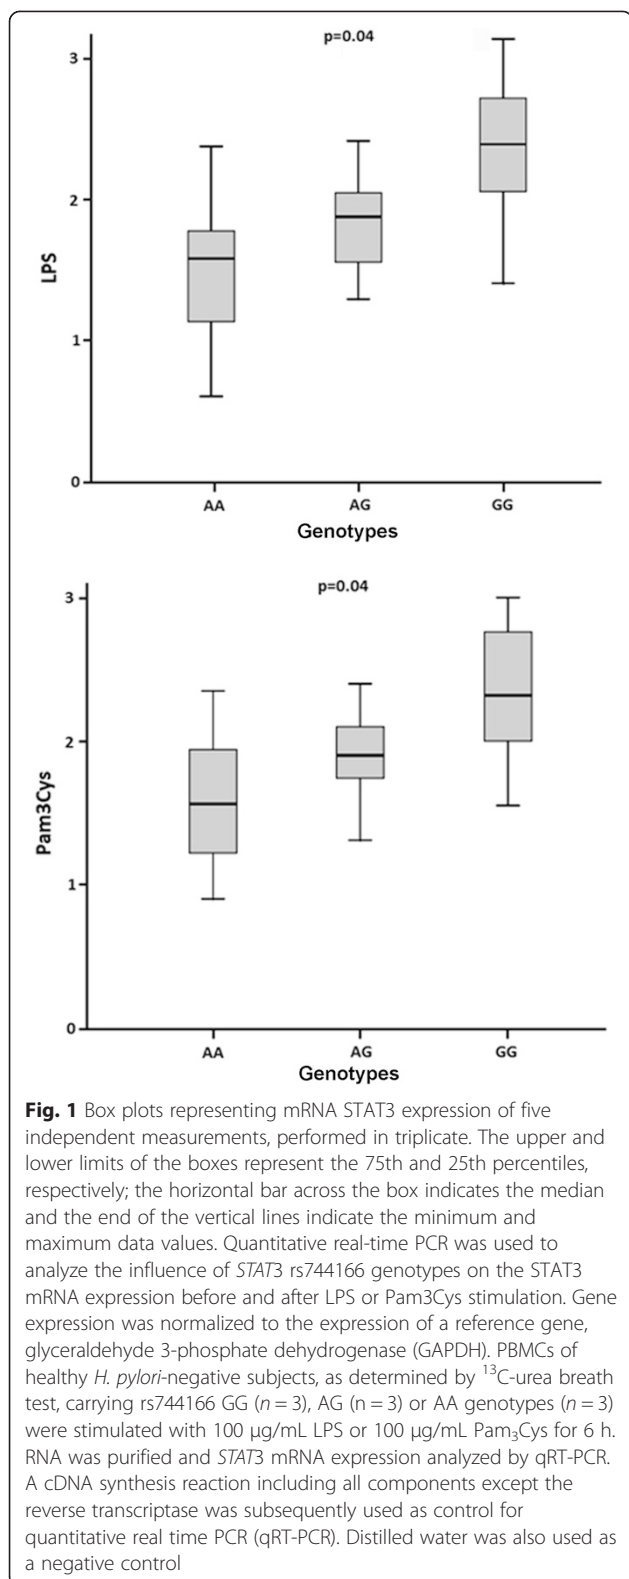 p=0.04
3
2
1
0
LPS
AA AG GG
Genotypes
p=0.04
3
2
1
0
Pam3Cys
AA AG GG
Genotypes
Fig. 1 Box plots representing mRNA STAT3 expression of five
independent measurements, performed in triplicate. The upper and
lower limits of the boxes represent the 75th and 25th percentiles,
respectively; the horizontal bar across the box indicates the median
and the end of the vertical lines indicate the minimum and
maximum data values. Quantitative real-time PCR was used to
analyze the influence of STAT3 rs744166 genotypes on the STAT3
mRNA expression before and after LPS or Pam3Cys stimulation. Gene
expression was normalized to the expression of a reference gene,
glyceraldehyde 3-phosphate dehydrogenase (GAPDH). PBMCs of
healthy H. pylori-negative subjects, as determined by ¹³C-urea breath
test, carrying rs744166 GG (n = 3), AG (n = 3) or AA genotypes (n = 3)
were stimulated with 100 μg/mL LPS or 100 μg/mL Pam₃Cys for 6 h.
RNA was purified and STAT3 mRNA expression analyzed by qRT-PCR.
A cDNA synthesis reaction including all components except the
reverse transcriptase was subsequently used as control for
quantitative real time PCR (qRT-PCR). Distilled water was also used as
a negative control